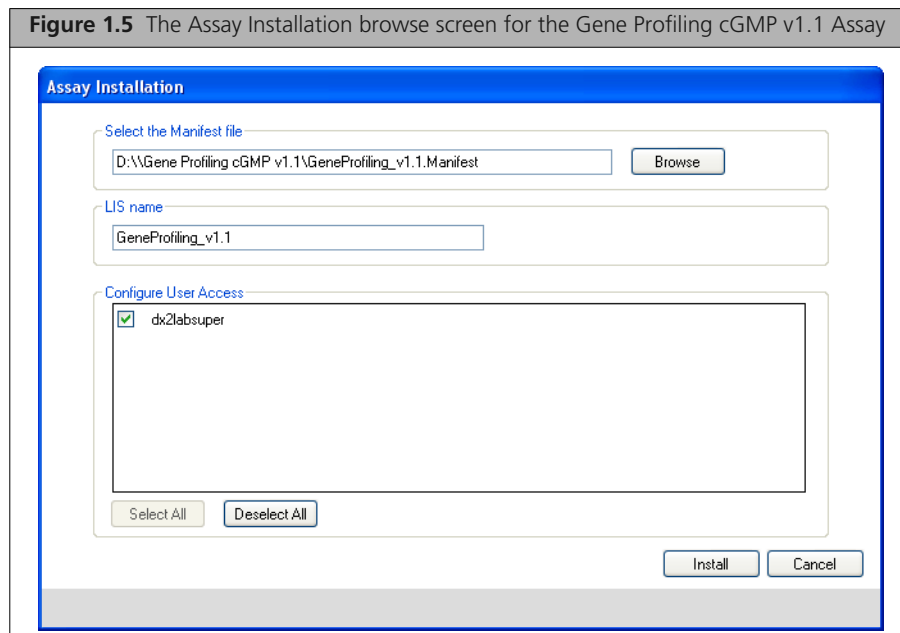 Figure 1.5 The Assay Installation browse screen for the Gene Profiling cGMP v1.1 Assay
Assay Installation
Select the Manifest file
D:\\Gene Profiling cGMP v1.1\GeneProfiling_v1.1.Manifest
Browse
LIS name
GeneProfiling_v1.1
Configure User Access
dx2labsuper
Select All
Deselect All
Install
Cancel